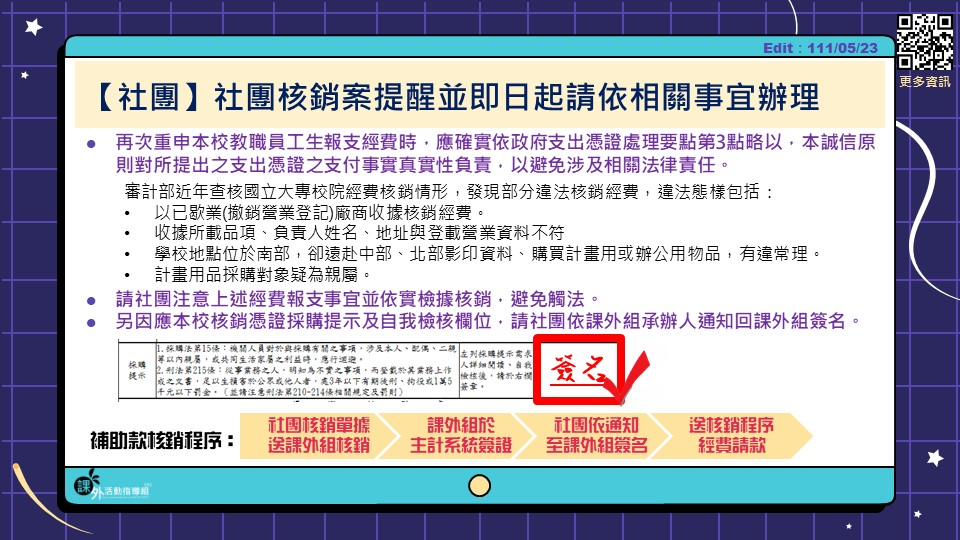 Edit：111/05/23
更多資訊
【社團】社團核銷案提醒並即日起請依相關事宜辦理
● 再次重申本校教職員工生報支經費時，應確實依政府支出憑證處理要點第3點略以，本誠信原
則對所提出之支出憑證之支付事實真實性負責，以避免涉及相關法律責任。
審計部近年查核國立大專校院經費核銷情形，發現部分違法核銷經費，違法態樣包括：
• 以已歇業(撤銷營業登記)廠商收據核銷經費。
• 收據所載品項、負責人姓名、地址與登載營業資料不符
• 學校地點位於南部，卻遠赴中部、北部影印資料、購買計畫用或辦公用物品，有違常理。
• 計畫用品採購對象疑為親屬。
● 請社團注意上述經費報支事宜並依實檢據核銷，避免觸法。
● 另因應本校核銷憑證採購提示及自我檢核欄位，請社團依課外組承辦人通知回課外組簽名。
採購
提示
1.採購法第15條：機關人員對於與採購有關之事項，涉及本人、配偶、二親
等以內親屬，或共同生活家屬之利益時，應行迴避。
2.刑法第215條：從事業務之人，明知為不實之事項，而登載於其業務上作
成之文書，足以生損害於公眾或他人者，處3年以下有期徒刑、拘役或1萬5
千元以下罰金。(並請注意刑法第210-214條相關規定及罰則)
左列採購提示需求
人詳細閱讀、自我
檢核後，請於右欄
簽章。
簽名
補助款核銷程序：
社團核銷單據
送課外組核銷
課外組於
主計系統簽證
社團依通知
至課外組簽名
送核銷程序
經費請款
課外活動指導組